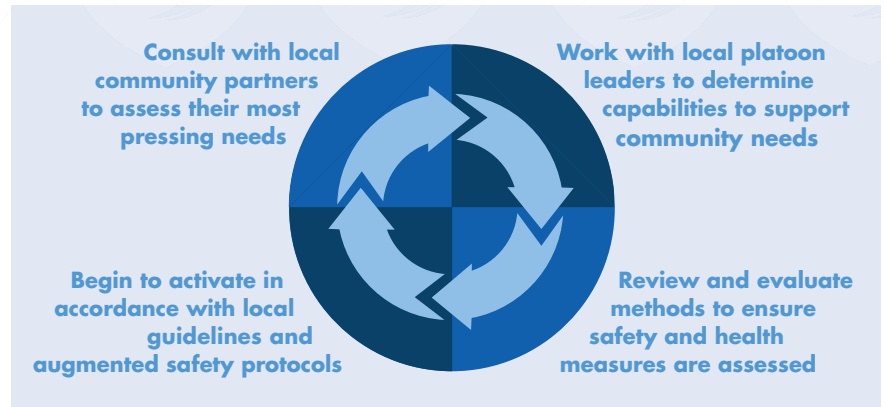 Consult with local
community partners
to assess their most
pressing needs
Work with local platoon
leaders to determine
capabilities to support
community needs
Review and evaluate
methods to ensure
safety and health
measures are assessed
Begin to activate in
accordance with local
guidelines and
augmented safety protocols